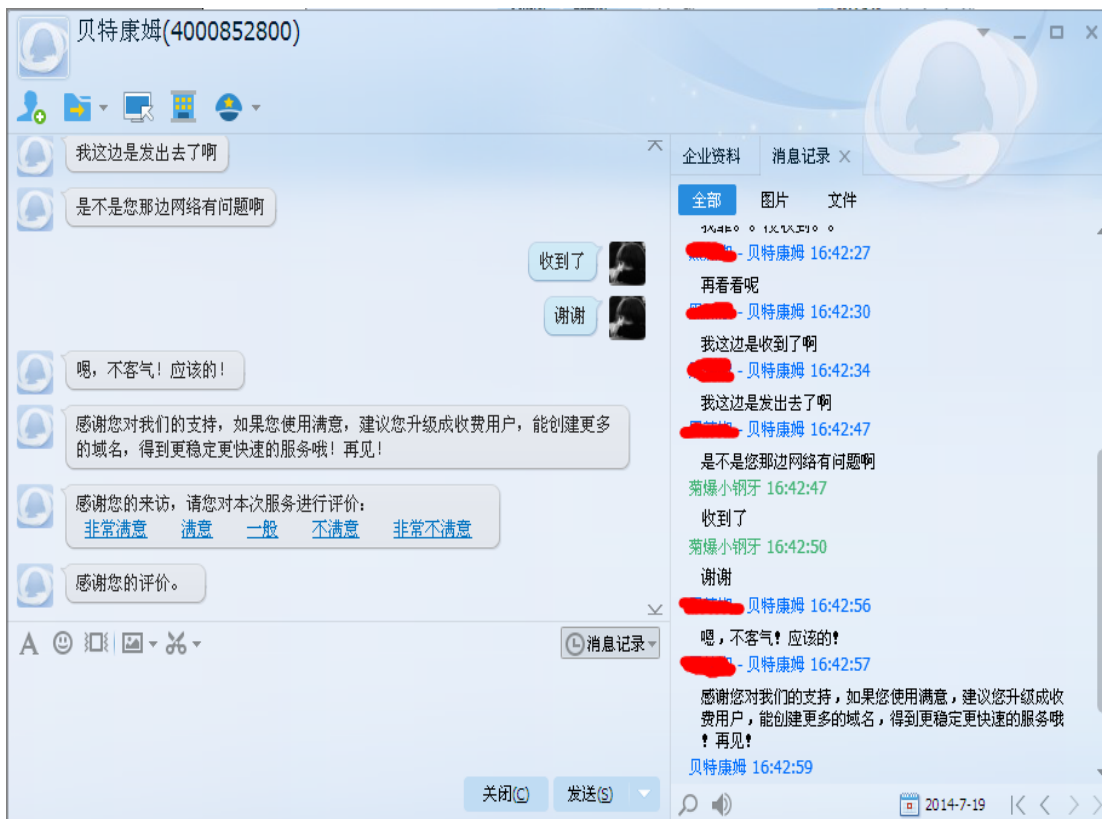 贝特康姆(4000852800)
我这边是发出去了啊
是不是您那边网络有问题啊
收到了
谢谢
嗯，不客气！应该的！
感谢您对我们的支持，如果您使用满意，建议您升级成收费用户，能创建更多
的域名，得到更稳定更快速的服务哦！再见！
感谢您的来访，请您对本次服务进行评价：
非常满意 满意 一般 不满意 非常不满意
感谢您的评价。
消息记录
关闭(C) 发送(S)
企业资料 消息记录
全部 图片 文件
- 贝特康姆 16:42:27
再看看呢
- 贝特康姆 16:42:30
我这边是收到了啊
- 贝特康姆 16:42:34
我这边是发出去了啊
- 贝特康姆 16:42:47
是不是您那边网络有问题啊
菊爆小钢牙 16:42:47
收到了
菊爆小钢牙 16:42:50
谢谢
- 贝特康姆 16:42:56
嗯，不客气！应该的！
- 贝特康姆 16:42:57
感谢您对我们的支持，如果您使用满意，建议您升级成收
费用户，能创建更多的域名，得到更稳定更快速的服务哦
！再见！
贝特康姆 16:42:59
2014-7-19